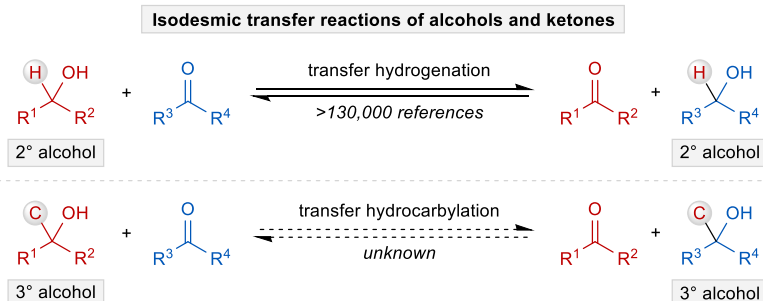 Isodesmic transfer reactions of alcohols and ketones
H OH O transfer hydrogenation O H OH
+ +
R¹ R² R³ R⁴ >130,000 references R¹ R² R³ R⁴
2° alcohol 2° alcohol
C OH O transfer hydrocarbylation O C OH
+ +
R¹ R² R³ R⁴ unknown R¹ R² R³ R⁴
3° alcohol 3° alcohol